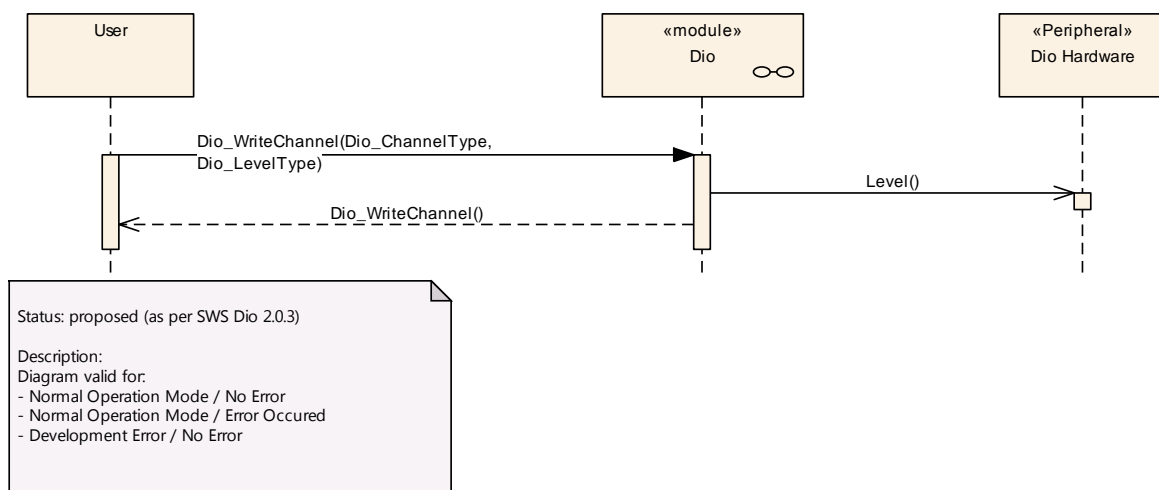 User
«module»
Dio
«Peripheral»
Dio Hardware
Dio_WriteChannel(Dio_ChannelType,
Dio_LevelType)
Level()
Dio_WriteChannel()
Status: proposed (as per SWS Dio 2.0.3)
Description:
Diagram valid for:
- Normal Operation Mode / No Error
- Normal Operation Mode / Error Occured
- Development Error / No Error